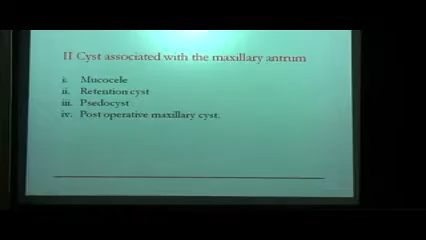 II Cyst associated with the maxillary antrum
i. Mucocele
ii. Retention cyst
iii. Psedocyst
iv. Post operative maxillary cyst.